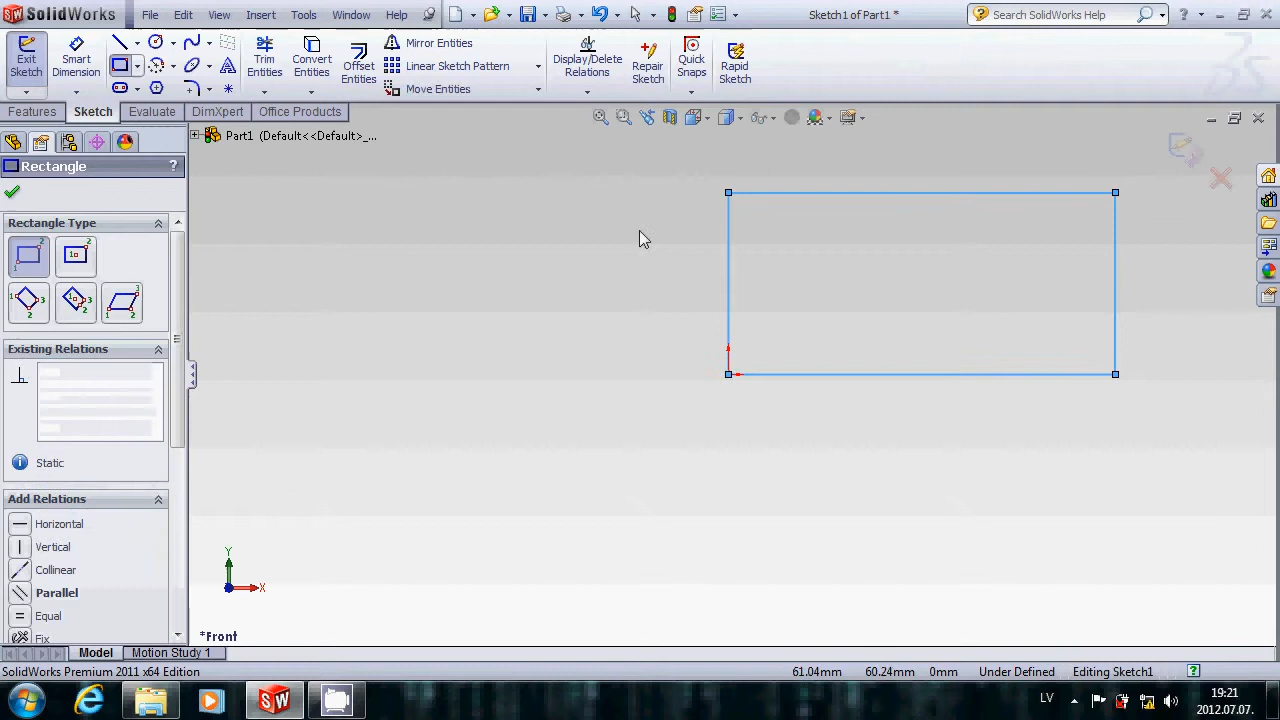 SolidWorks File Edit View Insert Tools Window Help Sketch1 of Part1 * Search SolidWorks Help
Exit Sketch
Smart Dimension
Trim Entities
Convert Entities
Offset Entities
Mirror Entities
Linear Sketch Pattern
Move Entities
Display/Delete Relations
Repair Sketch
Quick Snaps
Rapid Sketch
Features Sketch Evaluate DimXpert Office Products
Part1 (Default<<Default>_...
Rectangle ?
Rectangle Type
Existing Relations
Static
Add Relations
Horizontal
Vertical
Collinear
Parallel
Equal
Fix
Y
X
*Front
Model Motion Study 1
SolidWorks Premium 2011 x64 Edition 61.04mm 60.24mm 0mm Under Defined Editing Sketch1
LV 19:21
2012.07.07.